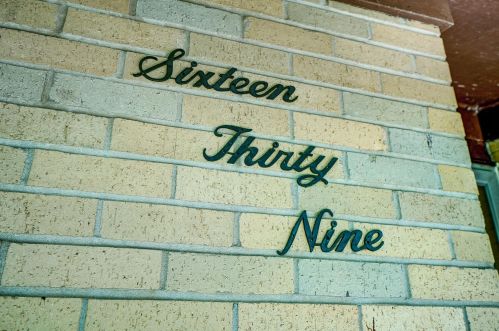 Sixteen
Thirty
Nine